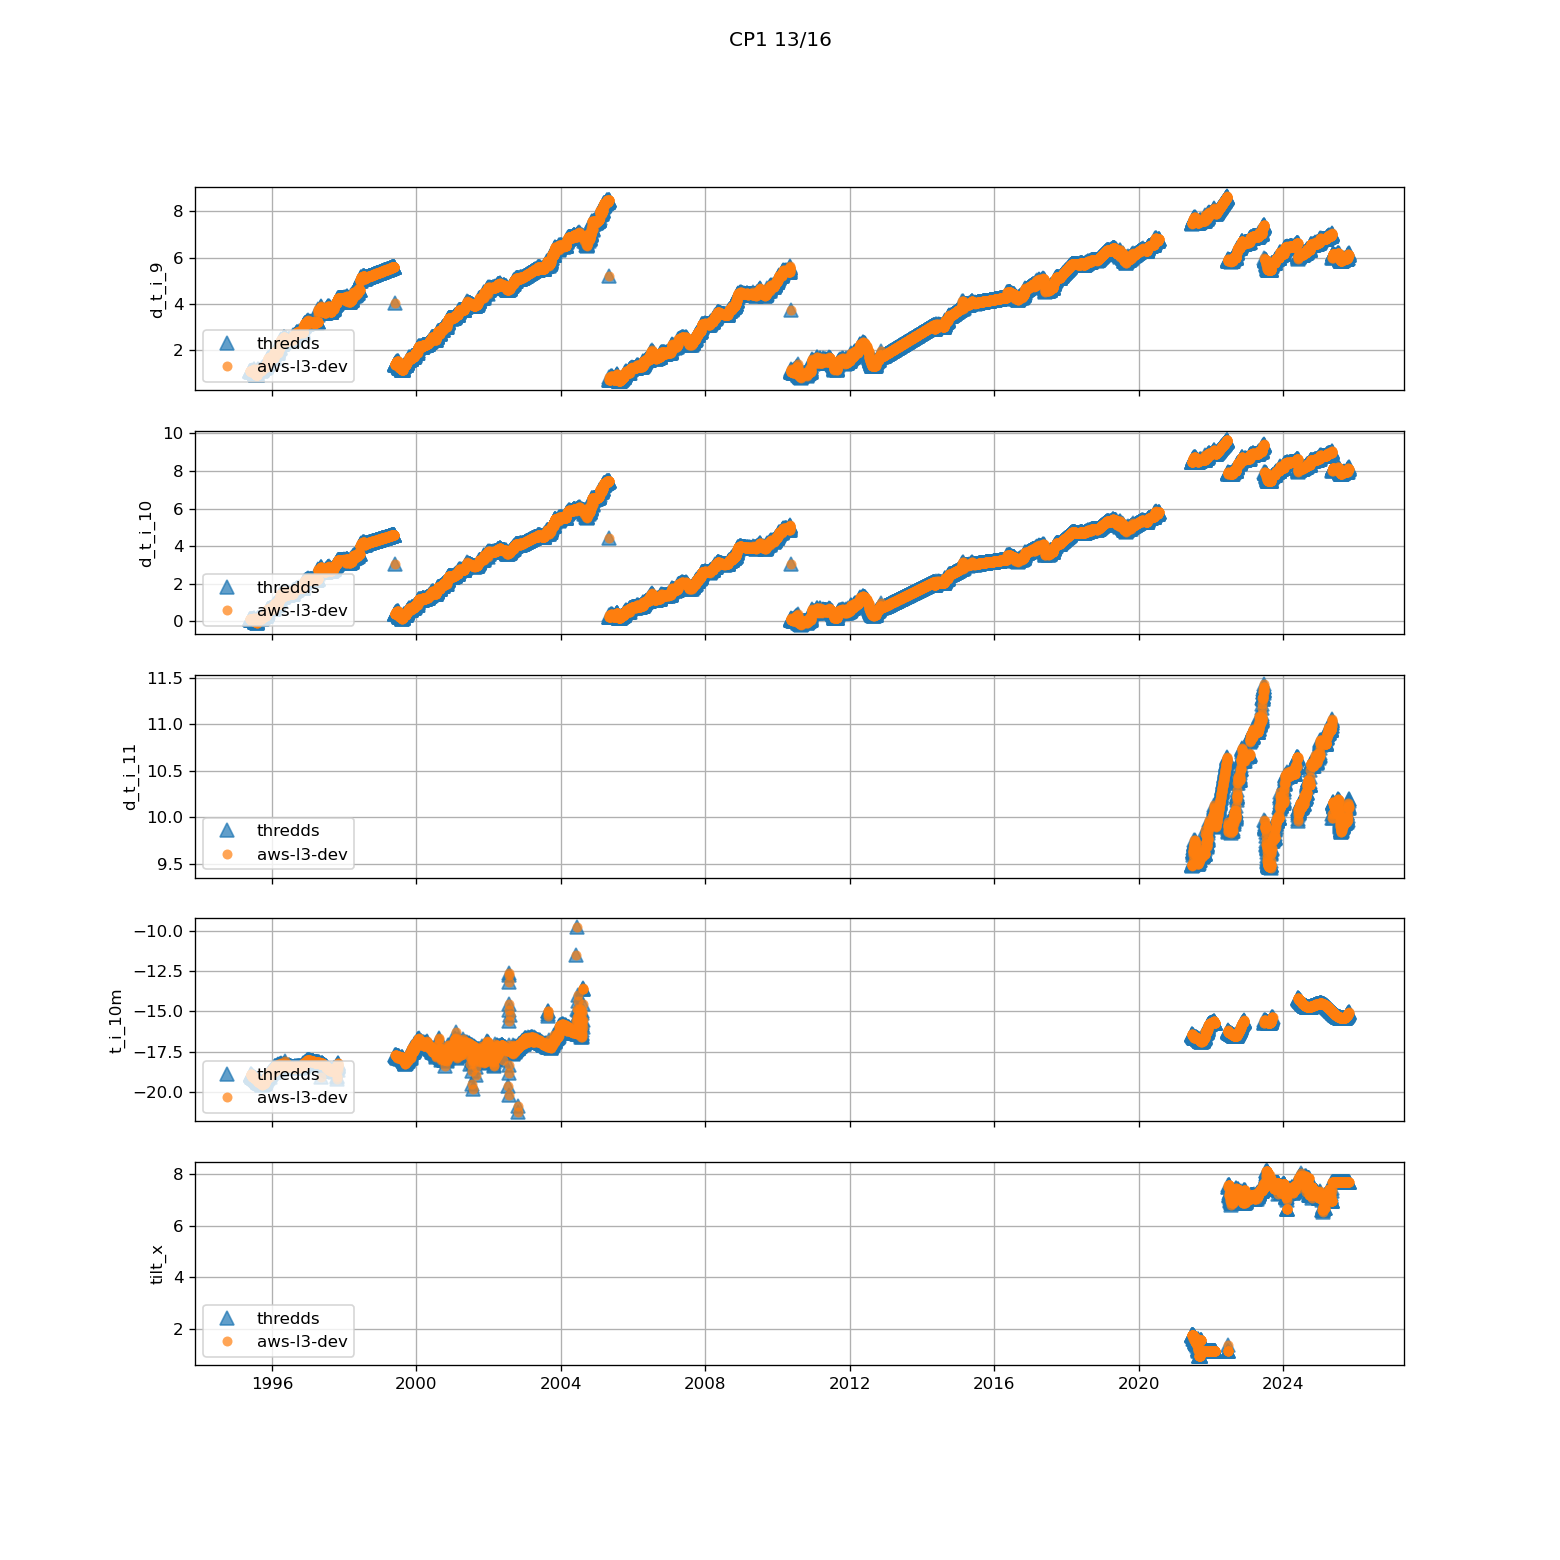 CP1 13/16
d_t_i_9
8
6
4
2
thredds
aws-l3-dev
d_t_i_10
10
8
6
4
2
0
thredds
aws-l3-dev
d_t_i_11
11.5
11.0
10.5
10.0
9.5
thredds
aws-l3-dev
t_i_10m
−10.0
−12.5
−15.0
−17.5
−20.0
thredds
aws-l3-dev
tilt_x
8
6
4
2
thredds
aws-l3-dev
1996 2000 2004 2008 2012 2016 2020 2024